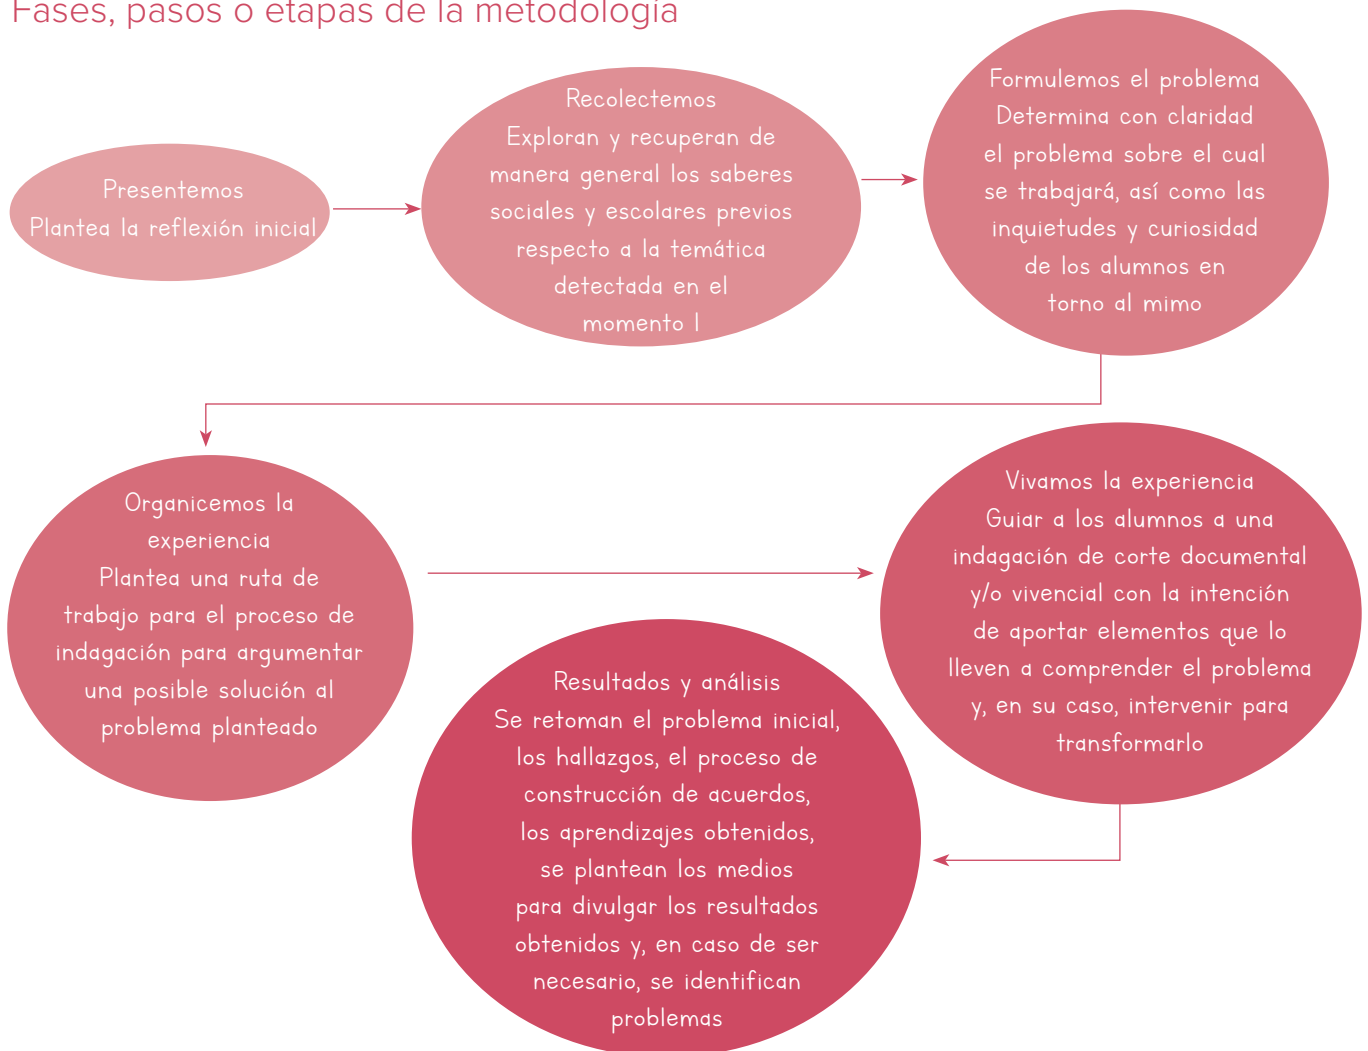 Fases, pasos o etapas de la metodología
Presentemos
Plantea la reflexión inicial
Recolectemos
Exploran y recuperan de
manera general los saberes
sociales y escolares previos
respecto a la temática
detectada en el
momento 1
Formulemos el problema
Determina con claridad
el problema sobre el cual
se trabajará, así como las
inquietudes y curiosidad
de los alumnos en
torno al mimo
Organicemos la
experiencia
Plantea una ruta de
trabajo para el proceso de
indagación para argumentar
una posible solución al
problema planteado
Vivamos la experiencia
Guiar a los alumnos a una
indagación de corte documental
y/o vivencial con la intención
de aportar elementos que lo
lleven a comprender el problema
y, en su caso, intervenir para
transformarlo
Resultados y análisis
Se retoman el problema inicial,
los hallazgos, el proceso de
construcción de acuerdos,
los aprendizajes obtenidos,
se plantean los medios
para divulgar los resultados
obtenidos y, en caso de ser
necesario, se identifican
problemas